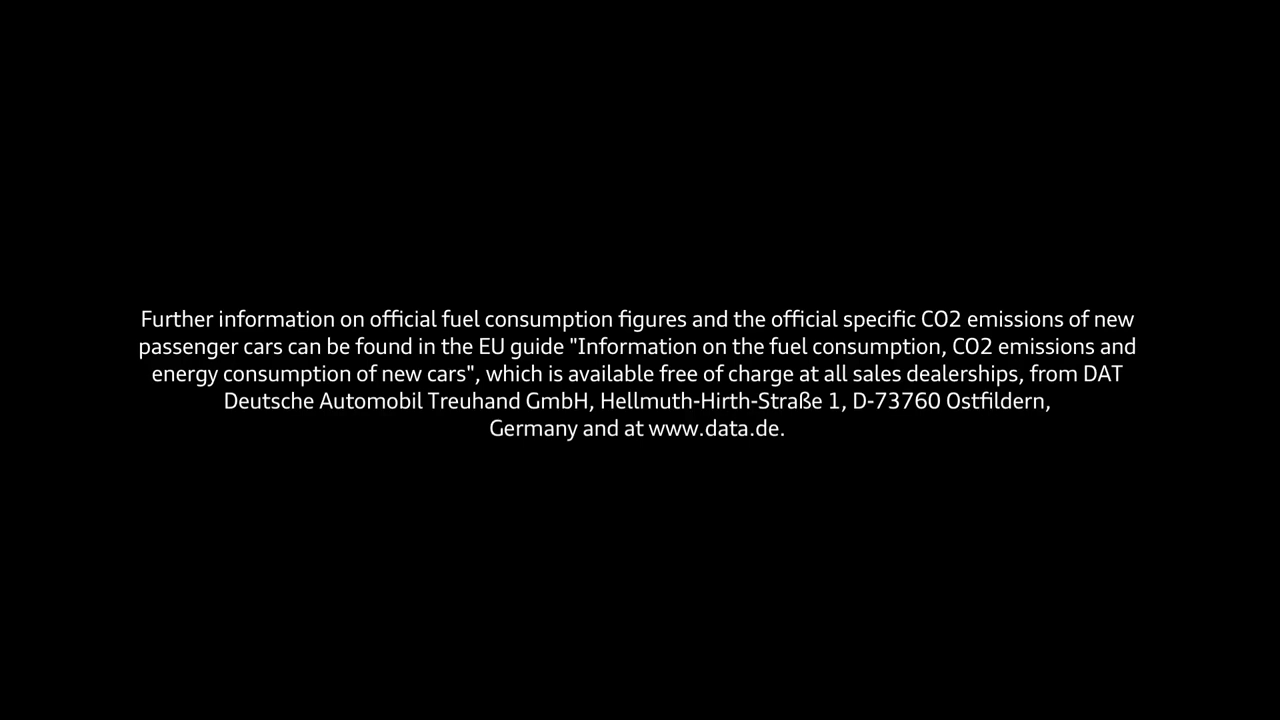 Further information on official fuel consumption figures and the official specific CO2 emissions of new
passenger cars can be found in the EU guide "Information on the fuel consumption, CO2 emissions and
energy consumption of new cars", which is available free of charge at all sales dealerships, from DAT
Deutsche Automobil Treuhand GmbH, Hellmuth-Hirth-Straße 1, D-73760 Ostfildern,
Germany and at www.data.de.